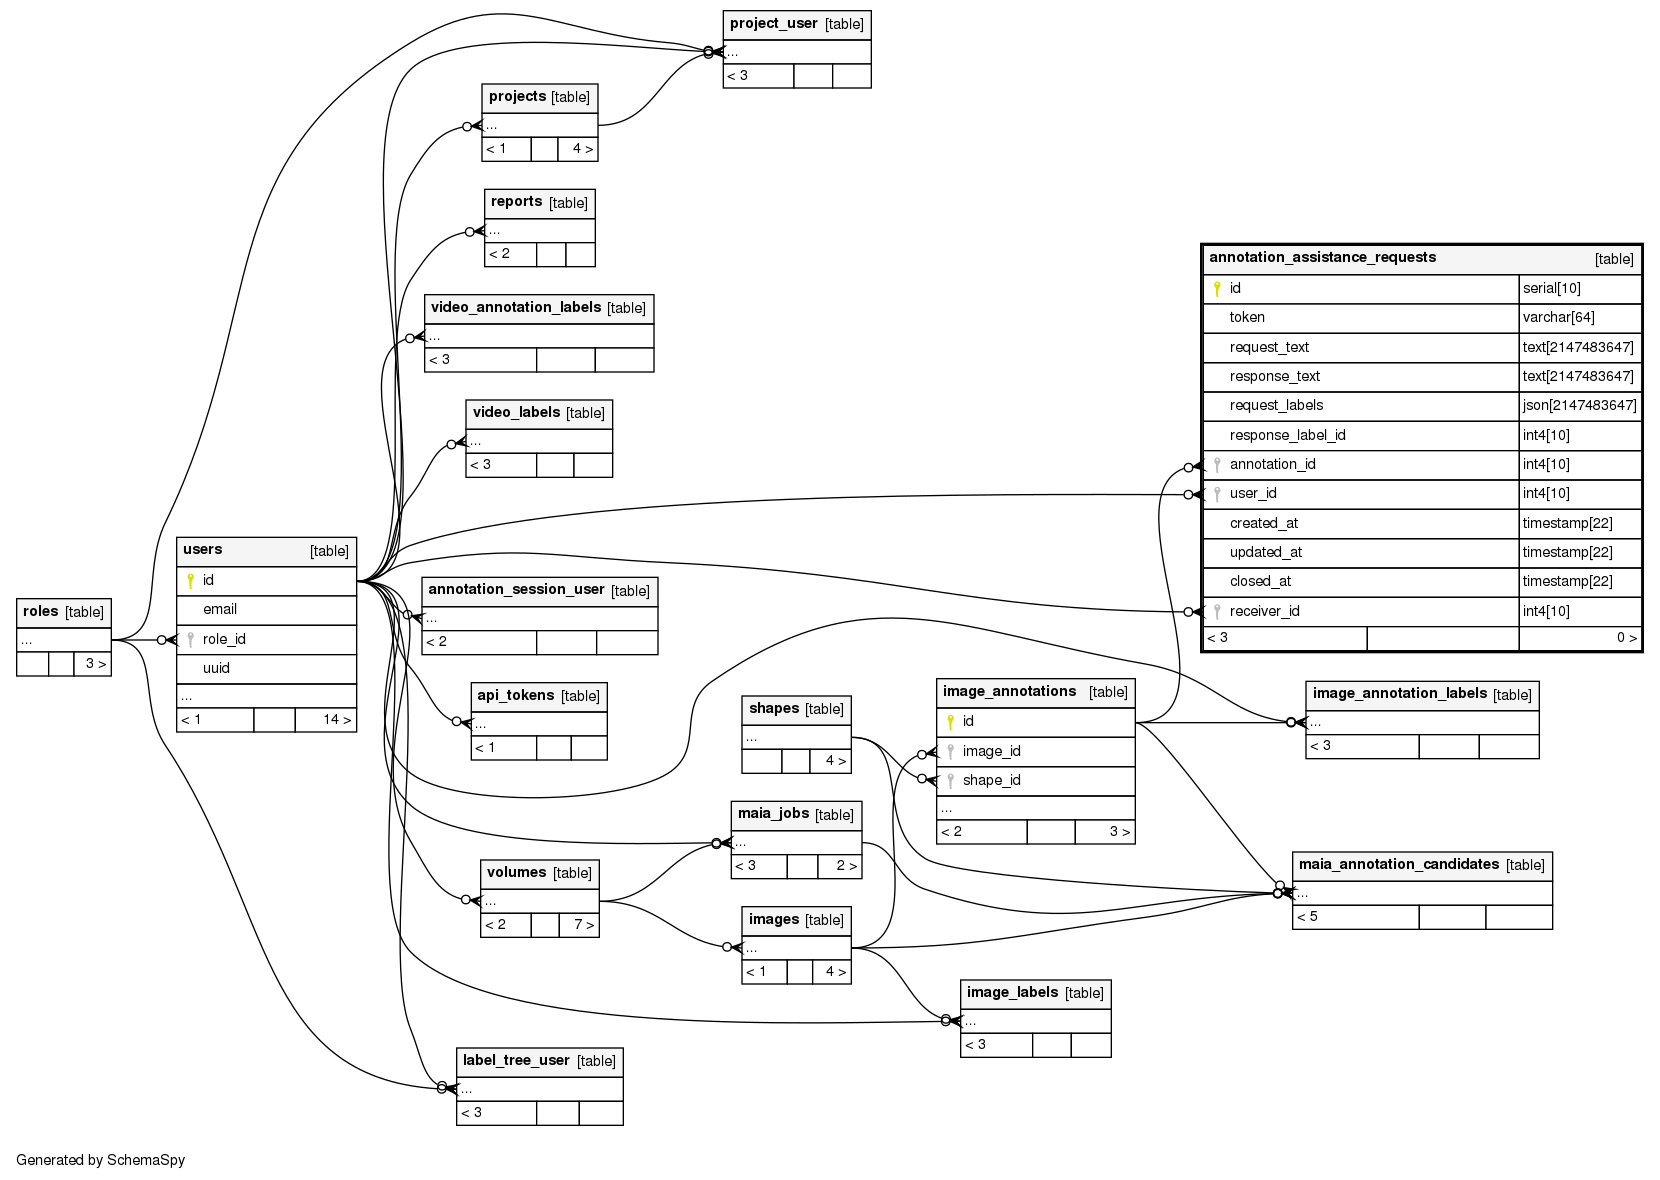 project_user [table]
...
< 3
projects [table]
...
< 1 4 >
reports [table]
...
< 2
annotation_assistance_requests [table]
id serial[10]
token varchar[64]
request_text text[2147483647]
response_text text[2147483647]
request_labels json[2147483647]
response_label_id int4[10]
annotation_id int4[10]
user_id int4[10]
created_at timestamp[22]
updated_at timestamp[22]
closed_at timestamp[22]
receiver_id int4[10]
< 3 0 >
video_annotation_labels [table]
...
< 3
video_labels [table]
...
< 3
users [table]
id
email
role_id
uuid
...
< 1 14 >
roles [table]
...
3 >
annotation_session_user [table]
...
< 2
api_tokens [table]
...
< 1
shapes [table]
...
4 >
image_annotations [table]
id
image_id
shape_id
...
< 2 3 >
image_annotation_labels [table]
...
< 3
maia_jobs [table]
...
< 3 2 >
maia_annotation_candidates [table]
...
< 5
volumes [table]
...
< 2 7 >
images [table]
...
< 1 4 >
image_labels [table]
...
< 3
label_tree_user [table]
...
< 3
Generated by SchemaSpy